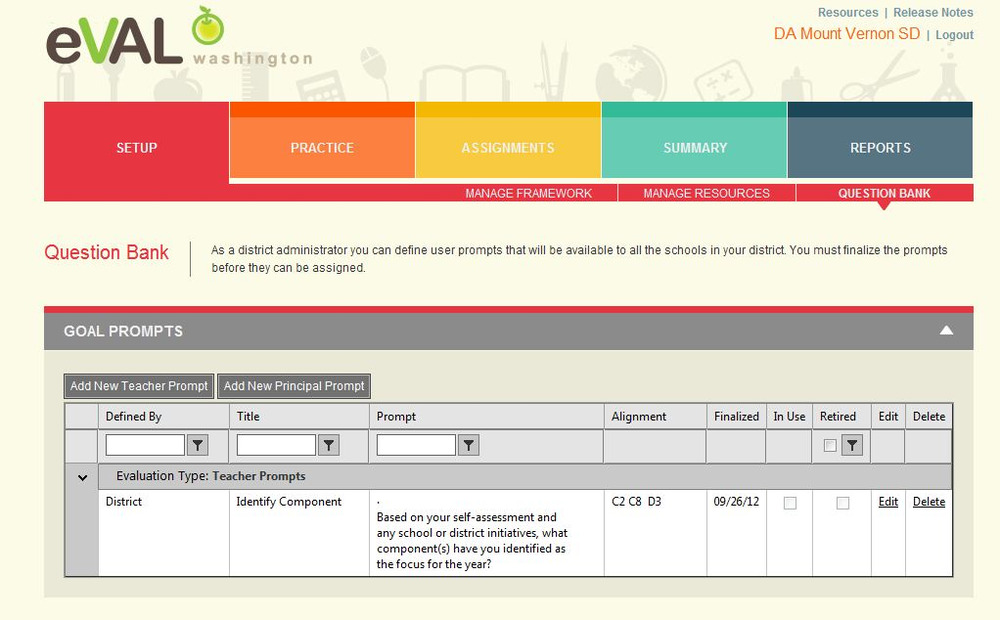 eVAL washington
Resources | Release Notes
DA Mount Vernon SD | Logout
SETUP PRACTICE ASSIGNMENTS SUMMARY REPORTS
MANAGE FRAMEWORK MANAGE RESOURCES QUESTION BANK
Question Bank
As a district administrator you can define user prompts that will be available to all the schools in your district. You must finalize the prompts
before they can be assigned.
GOAL PROMPTS
Add New Teacher Prompt Add New Principal Prompt
Defined By Title Prompt Alignment Finalized In Use Retired Edit Delete
Evaluation Type: Teacher Prompts
District Identify Component . C2 C8 D3 09/26/12 Edit Delete
Based on your self-assessment and
any school or district initiatives, what
component(s) have you identified as
the focus for the year?